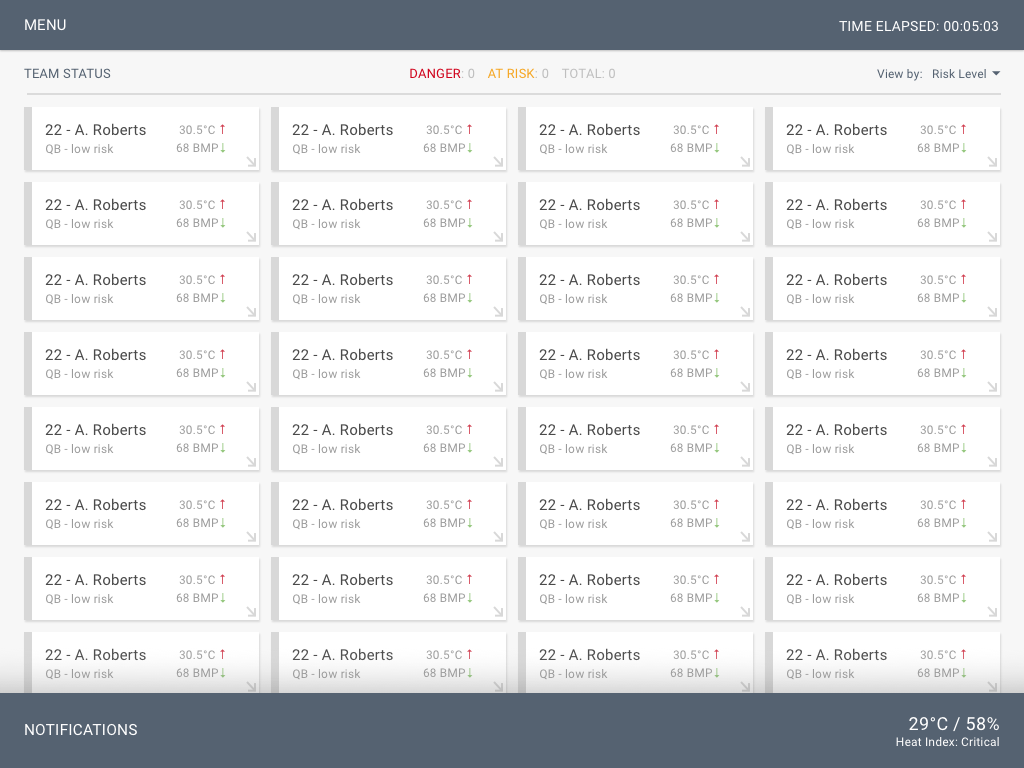 MENU TIME ELAPSED: 00:05:03
TEAM STATUS DANGER: 0 AT RISK: 0 TOTAL: 0 View by: Risk Level
22 - A. Roberts 30.5°C ↑ 22 - A. Roberts 30.5°C ↑ 22 - A. Roberts 30.5°C ↑ 22 - A. Roberts 30.5°C ↑
QB - low risk 68 BMP↓ QB - low risk 68 BMP↓ QB - low risk 68 BMP↓ QB - low risk 68 BMP↓
22 - A. Roberts 30.5°C ↑ 22 - A. Roberts 30.5°C ↑ 22 - A. Roberts 30.5°C ↑ 22 - A. Roberts 30.5°C ↑
QB - low risk 68 BMP↓ QB - low risk 68 BMP↓ QB - low risk 68 BMP↓ QB - low risk 68 BMP↓
22 - A. Roberts 30.5°C ↑ 22 - A. Roberts 30.5°C ↑ 22 - A. Roberts 30.5°C ↑ 22 - A. Roberts 30.5°C ↑
QB - low risk 68 BMP↓ QB - low risk 68 BMP↓ QB - low risk 68 BMP↓ QB - low risk 68 BMP↓
22 - A. Roberts 30.5°C ↑ 22 - A. Roberts 30.5°C ↑ 22 - A. Roberts 30.5°C ↑ 22 - A. Roberts 30.5°C ↑
QB - low risk 68 BMP↓ QB - low risk 68 BMP↓ QB - low risk 68 BMP↓ QB - low risk 68 BMP↓
22 - A. Roberts 30.5°C ↑ 22 - A. Roberts 30.5°C ↑ 22 - A. Roberts 30.5°C ↑ 22 - A. Roberts 30.5°C ↑
QB - low risk 68 BMP↓ QB - low risk 68 BMP↓ QB - low risk 68 BMP↓ QB - low risk 68 BMP↓
22 - A. Roberts 30.5°C ↑ 22 - A. Roberts 30.5°C ↑ 22 - A. Roberts 30.5°C ↑ 22 - A. Roberts 30.5°C ↑
QB - low risk 68 BMP↓ QB - low risk 68 BMP↓ QB - low risk 68 BMP↓ QB - low risk 68 BMP↓
22 - A. Roberts 30.5°C ↑ 22 - A. Roberts 30.5°C ↑ 22 - A. Roberts 30.5°C ↑ 22 - A. Roberts 30.5°C ↑
QB - low risk 68 BMP↓ QB - low risk 68 BMP↓ QB - low risk 68 BMP↓ QB - low risk 68 BMP↓
22 - A. Roberts 30.5°C ↑ 22 - A. Roberts 30.5°C ↑ 22 - A. Roberts 30.5°C ↑ 22 - A. Roberts 30.5°C ↑
QB - low risk 68 BMP↓ QB - low risk 68 BMP↓ QB - low risk 68 BMP↓ QB - low risk 68 BMP↓
NOTIFICATIONS 29°C / 58%
Heat Index: Critical